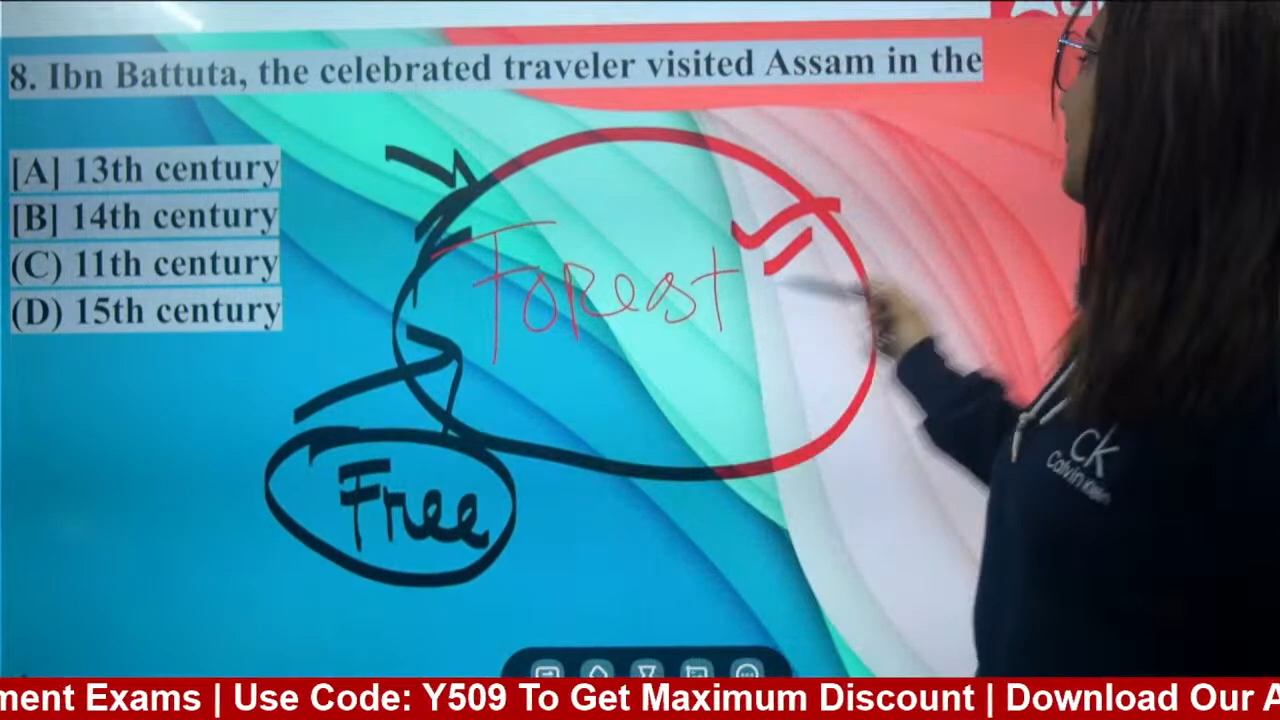 8. Ibn Battuta, the celebrated traveler visited Assam in the
[A] 13th century
[B] 14th century
(C) 11th century
(D) 15th century
Forest
Free
CK
Calvin Klein
ment Exams | Use Code: Y509 To Get Maximum Discount | Download Our A